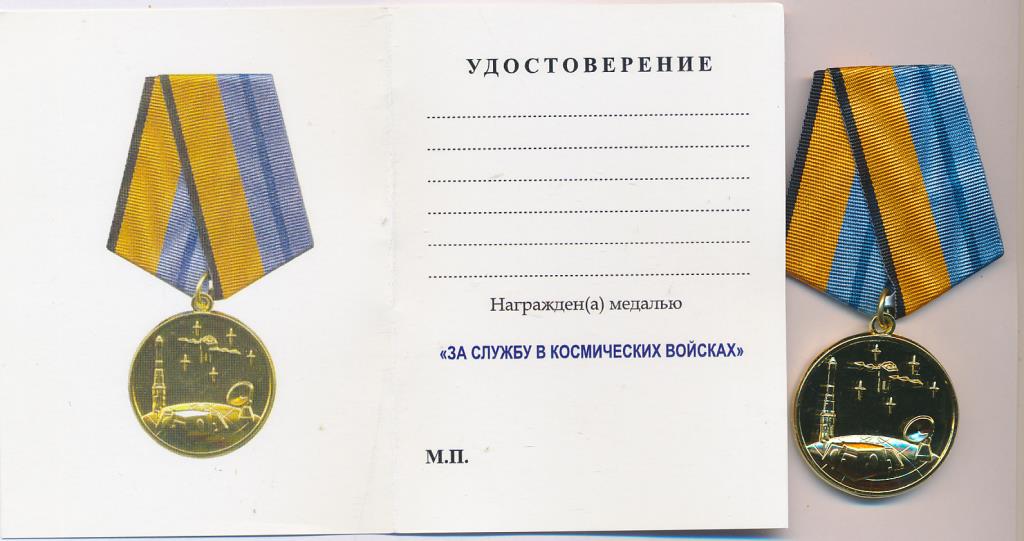 УДОСТОВЕРЕНИЕ
Награжден(а) медалью
«ЗА СЛУЖБУ В КОСМИЧЕСКИХ ВОЙСКАХ»
М.П.